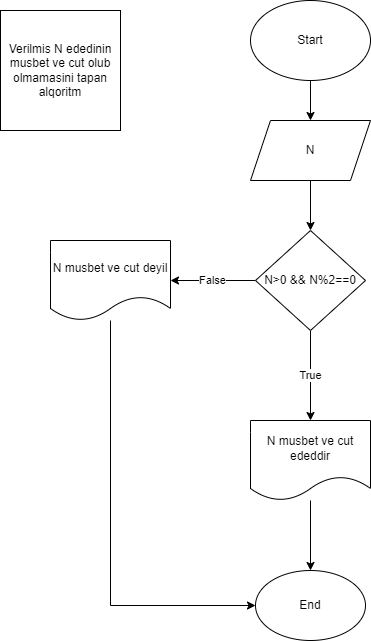 Verilmis N ededinin
musbet ve cut olub
olmamasini tapan
alqoritm
Start
N
N>0 && N%2==0
False
N musbet ve cut deyil
True
N musbet ve cut
ededdir
End